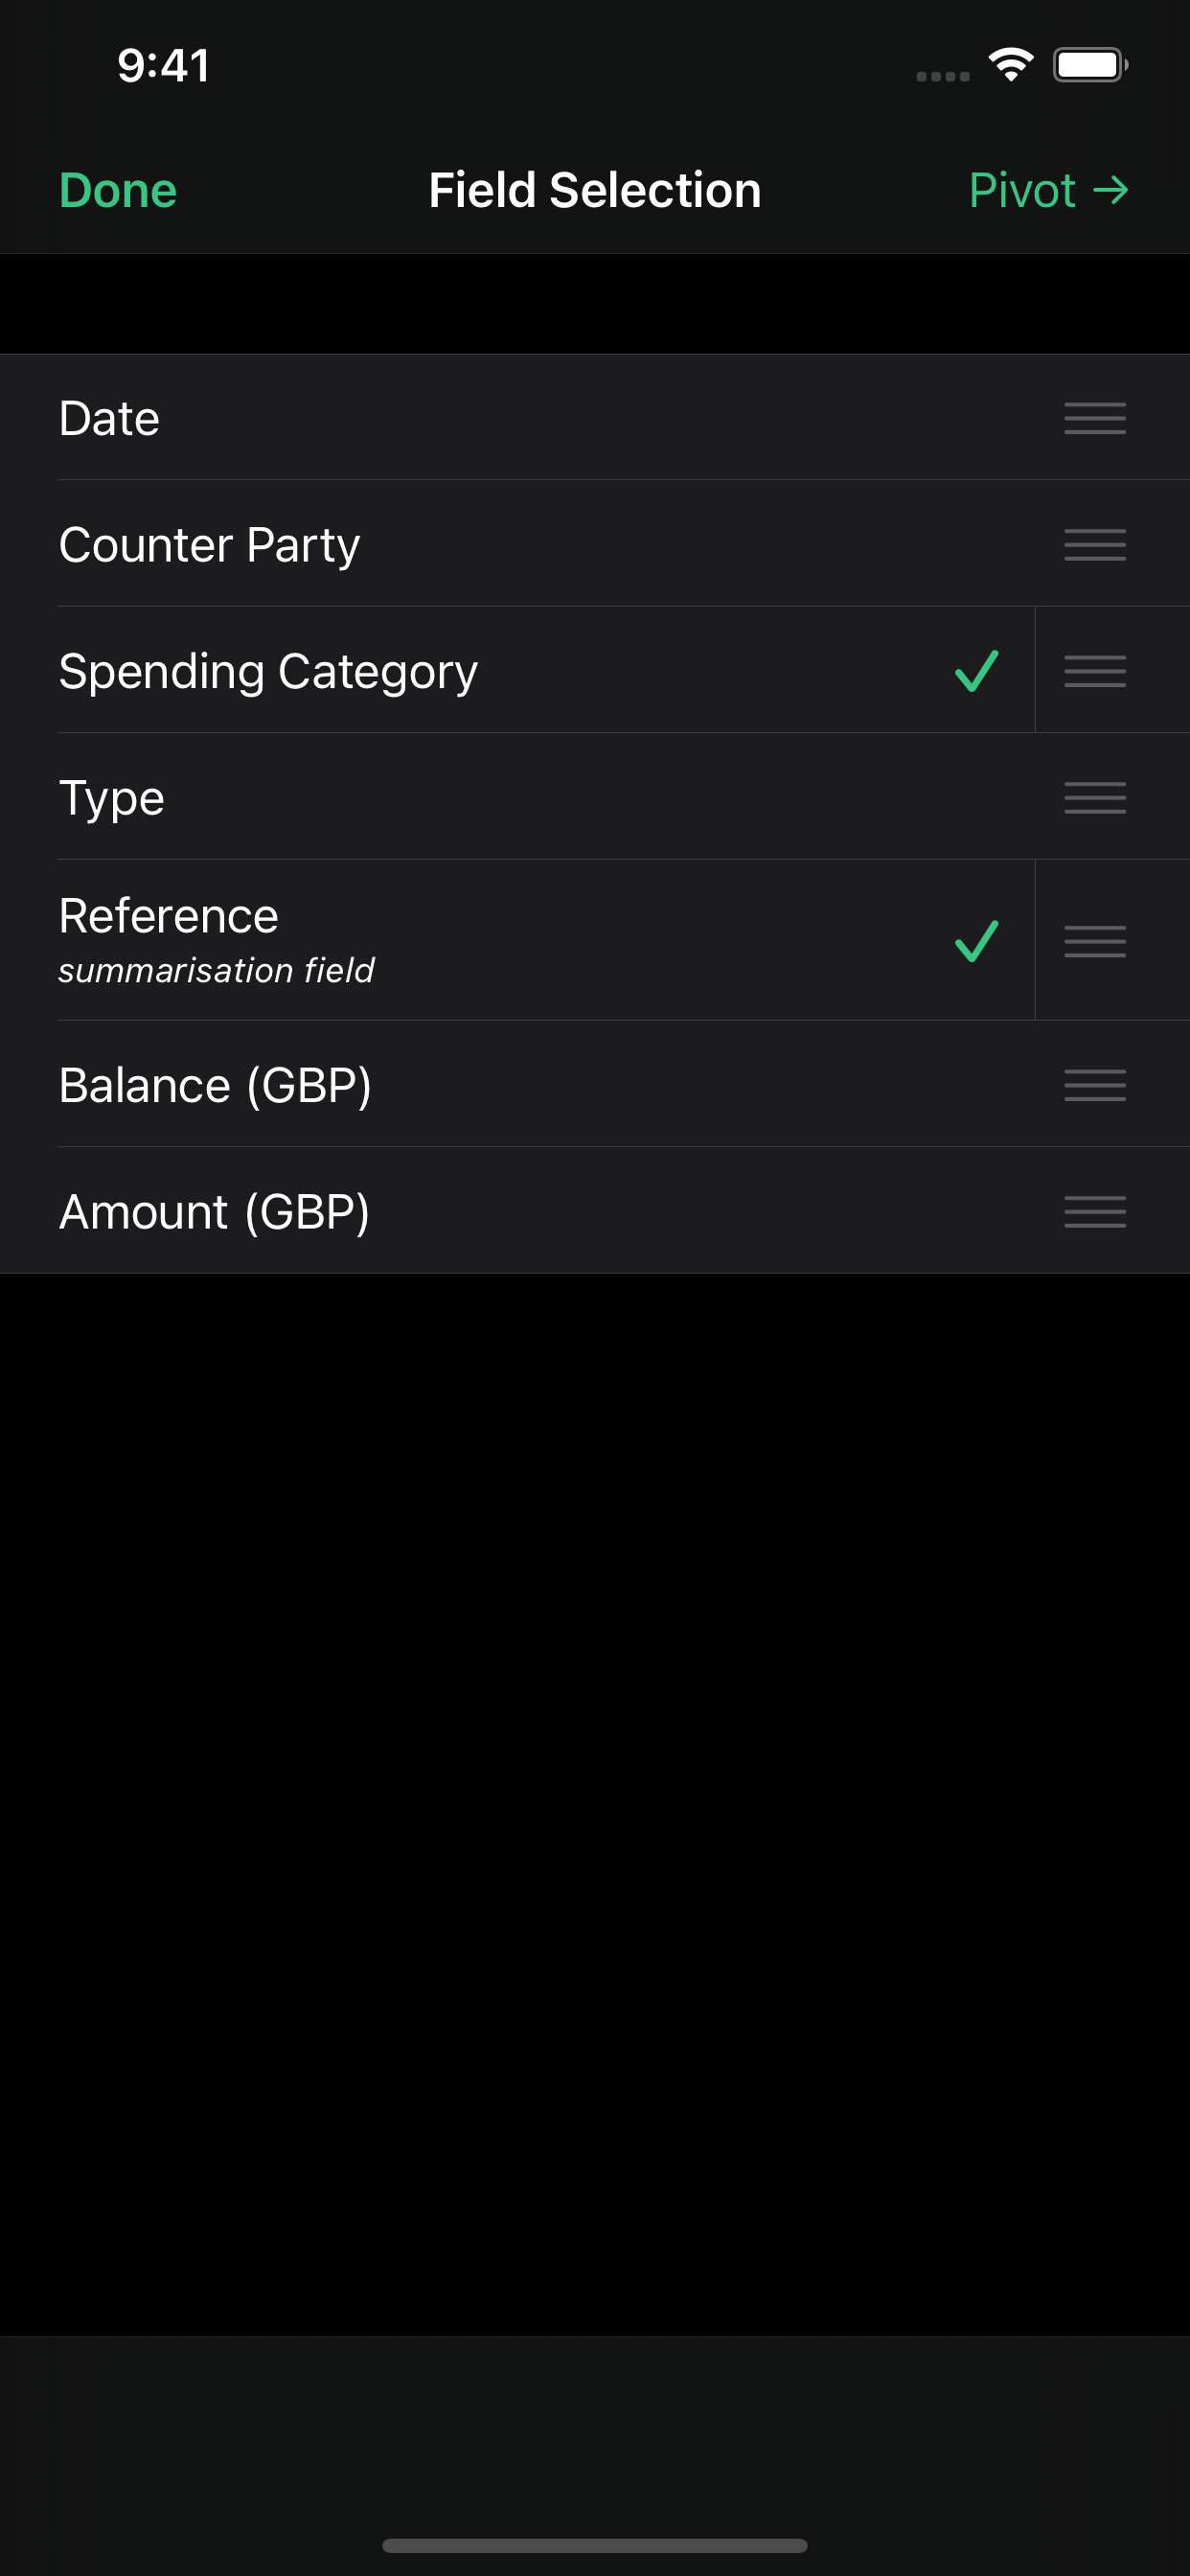 9:41
Done Field Selection Pivot →
Date
Counter Party
Spending Category
Type
Reference
summarisation field
Balance (GBP)
Amount (GBP)